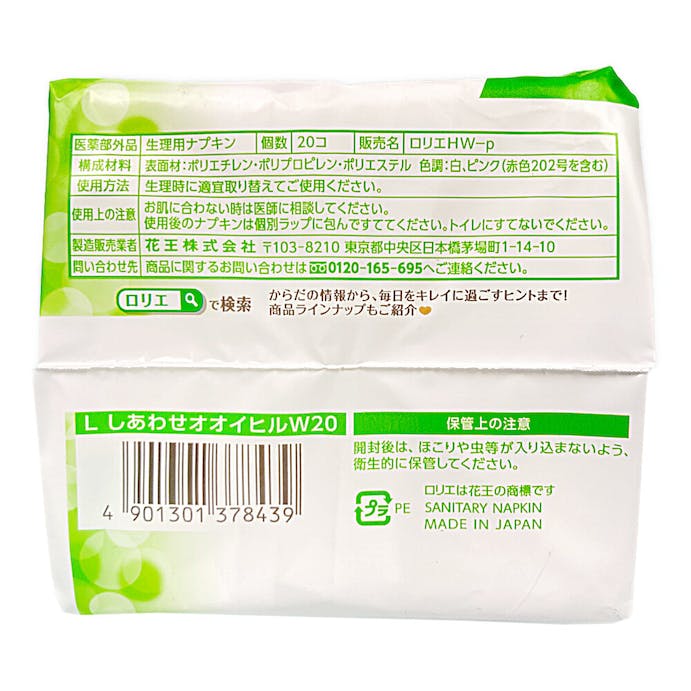 医薬部外品 生理用ナプキン 個数 20コ 販売名 ロリエHW-p
構成材料 表面材:ポリエチレン・ポリプロピレン・ポリエステル 色調:白、ピンク(赤色202号を含む)
使用方法 生理時に適宜取り替えてご使用ください。
使用上の注意 お肌に合わない時は医師に相談してください。
使用後のナプキンは個別ラップに包んですててください。トイレにすてないでください。
製造販売業者 花王株式会社 〒103-8210 東京都中央区日本橋茅場町1-14-10
問い合わせ先 商品に関するお問い合わせは0120-165-695へご連絡ください。
ロリエ で検索 からだの情報から、毎日をキレイに過ごすヒントまで!
商品ラインナップもご紹介
L しあわせオオイヒルW20
4 901301 378439
保管上の注意
開封後は、ほこりや虫等が入り込まないよう、
衛生的に保管してください。
プラ PE
ロリエは花王の商標です
SANITARY NAPKIN
MADE IN JAPAN